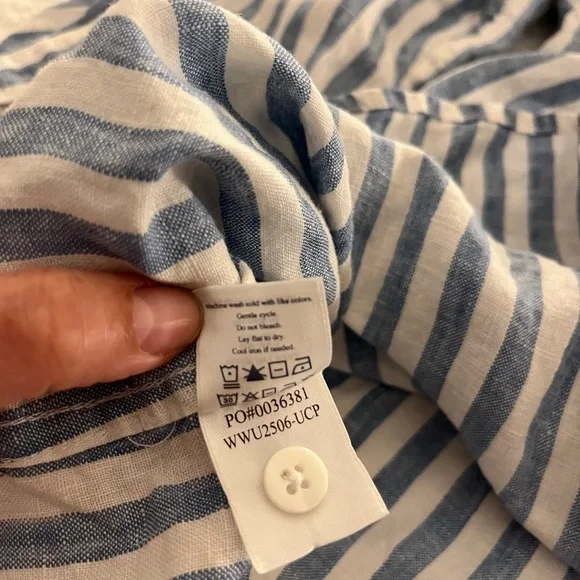 Machine wash cold with like colors.
Gentle cycle.
Do not bleach.
Lay flat to dry.
Cool iron if needed.
30
PO#0036381
WWU2506-UCP